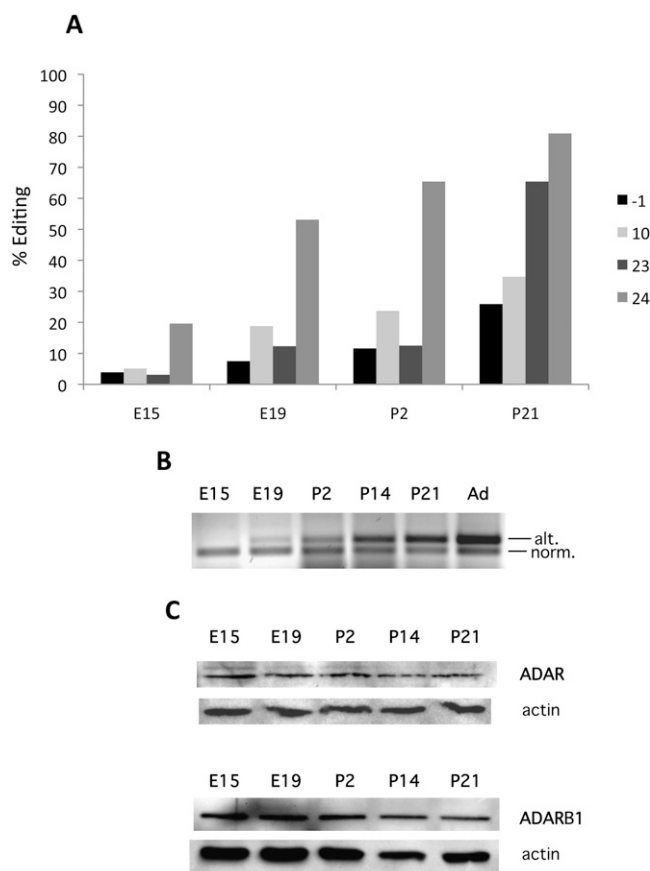 A
100
90
80
70
60
50
40
30
20
10
0
% Editing
E15 E19 P2 P21
-1
10
23
24
B
E15 E19 P2 P14 P21 Ad
alt.
norm.
C
E15 E19 P2 P14 P21
ADAR
actin
E15 E19 P2 P14 P21
ADARB1
actin